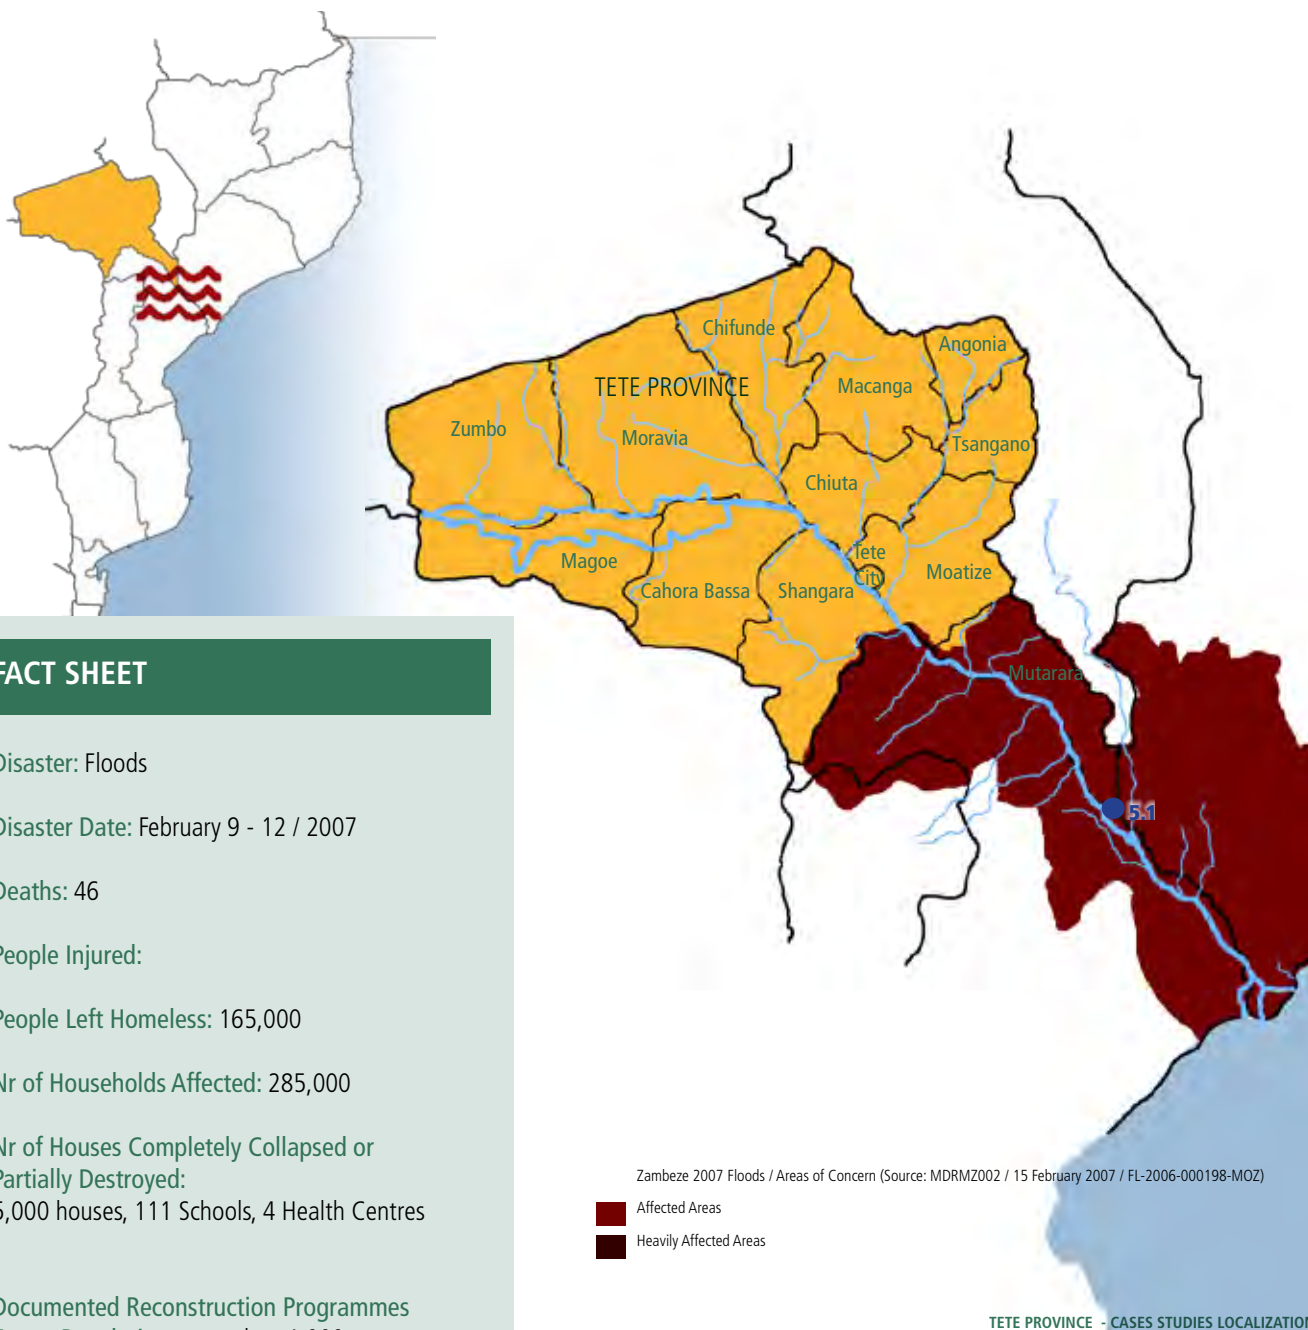 Chifunde
Angonia
TETE PROVINCE
Macanga
Zumbo
Moravia
Tsangano
Chiuta
Tete
City
Magoe
Moatize
Cahora Bassa
Shangara
Mutarara
5.1
FACT SHEET
Disaster: Floods
Disaster Date: February 9 - 12 / 2007
Deaths: 46
People Injured:
People Left Homeless: 165,000
Nr of Households Affected: 285,000
Nr of Houses Completely Collapsed or
Partially Destroyed:
5,000 houses, 111 Schools, 4 Health Centres
Documented Reconstruction Programmes
Zambeze 2007 Floods / Areas of Concern (Source: MDRMZ002 / 15 February 2007 / FL-2006-000198-MOZ)
Affected Areas
Heavily Affected Areas
TETE PROVINCE - CASES STUDIES LOCALIZATION